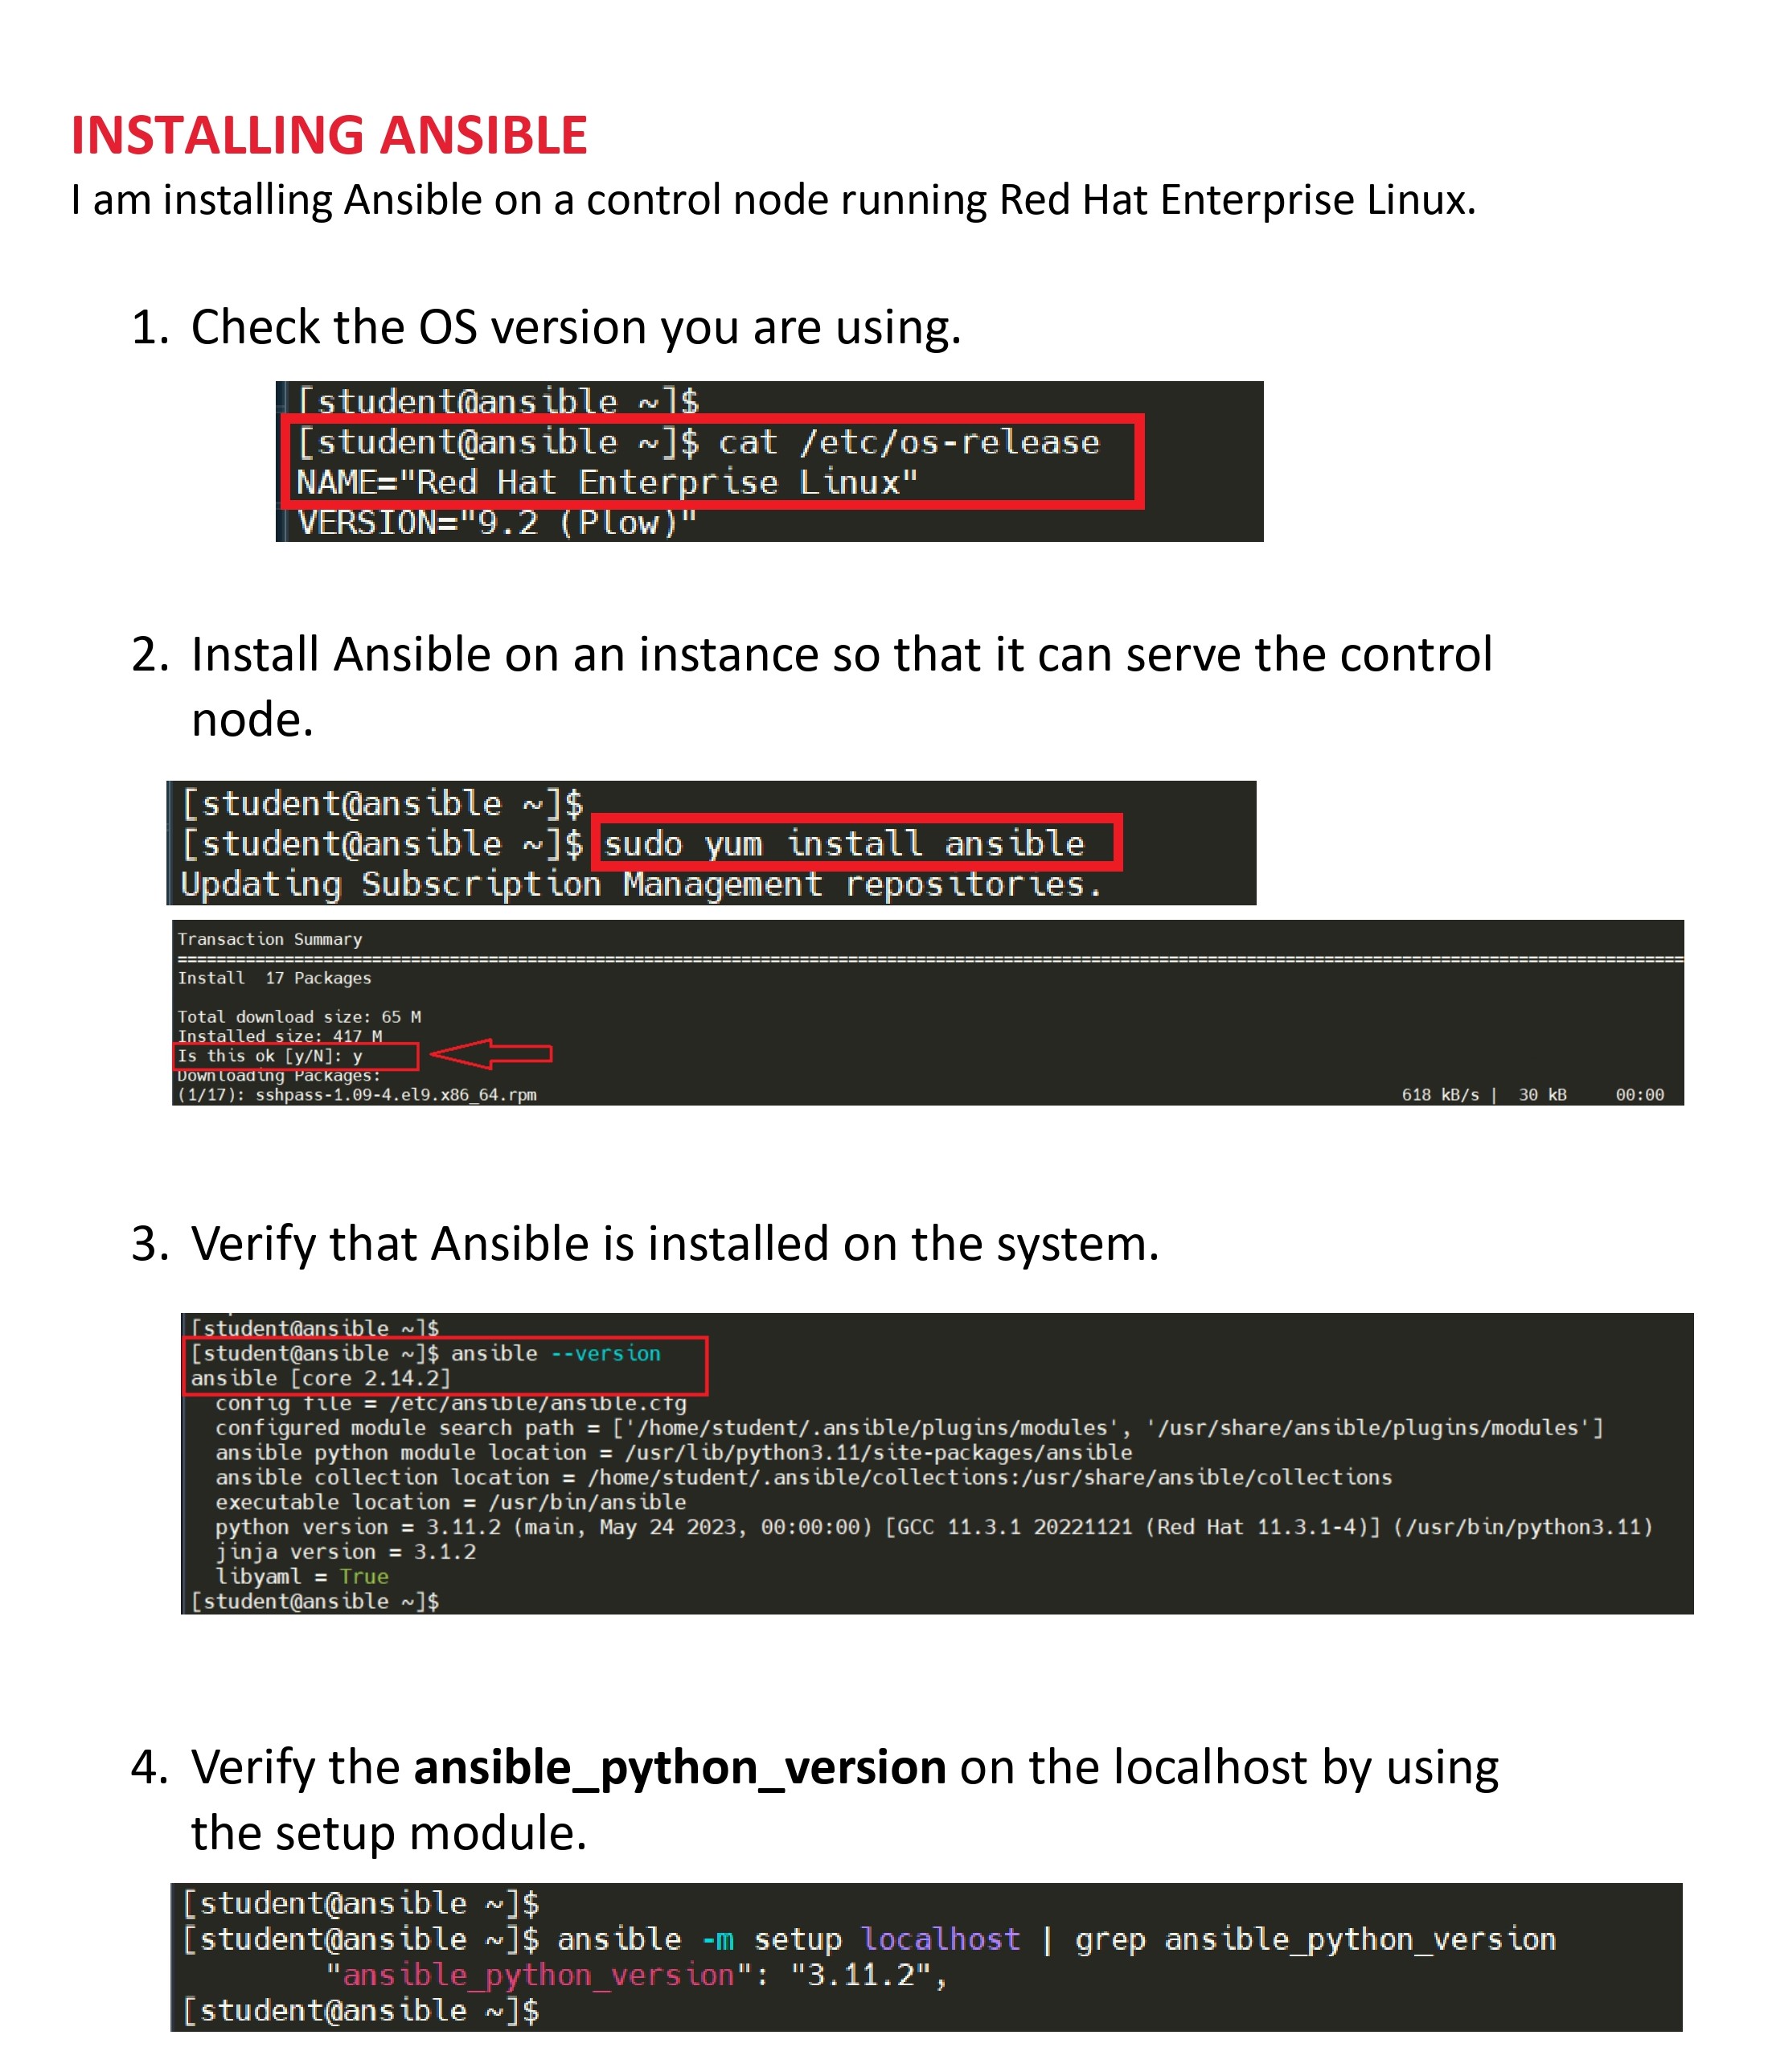 INSTALLING ANSIBLE
I am installing Ansible on a control node running Red Hat Enterprise Linux.
1. Check the OS version you are using.
[student@ansible ~]$
[student@ansible ~]$ cat /etc/os-release
NAME="Red Hat Enterprise Linux"
VERSION="9.2 (Plow)"
2. Install Ansible on an instance so that it can serve the control
node.
[student@ansible ~]$
[student@ansible ~]$ sudo yum install ansible
Updating Subscription Management repositories.
Transaction Summary
================================================================================
Install  17 Packages
Total download size: 65 M
Installed size: 417 M
Is this ok [y/N]: y
Downloading Packages:
(1/17): sshpass-1.09-4.el9.x86_64.rpm 618 kB/s | 30 kB 00:00
3. Verify that Ansible is installed on the system.
[student@ansible ~]$
[student@ansible ~]$ ansible --version
ansible [core 2.14.2]
config file = /etc/ansible/ansible.cfg
configured module search path = ['/home/student/.ansible/plugins/modules', '/usr/share/ansible/plugins/modules']
ansible python module location = /usr/lib/python3.11/site-packages/ansible
ansible collection location = /home/student/.ansible/collections:/usr/share/ansible/collections
executable location = /usr/bin/ansible
python version = 3.11.2 (main, May 24 2023, 00:00:00) [GCC 11.3.1 20221121 (Red Hat 11.3.1-4)] (/usr/bin/python3.11)
jinja version = 3.1.2
libyaml = True
[student@ansible ~]$
4. Verify the ansible_python_version on the localhost by using
the setup module.
[student@ansible ~]$
[student@ansible ~]$ ansible -m setup localhost | grep ansible_python_version
"ansible_python_version": "3.11.2",
[student@ansible ~]$